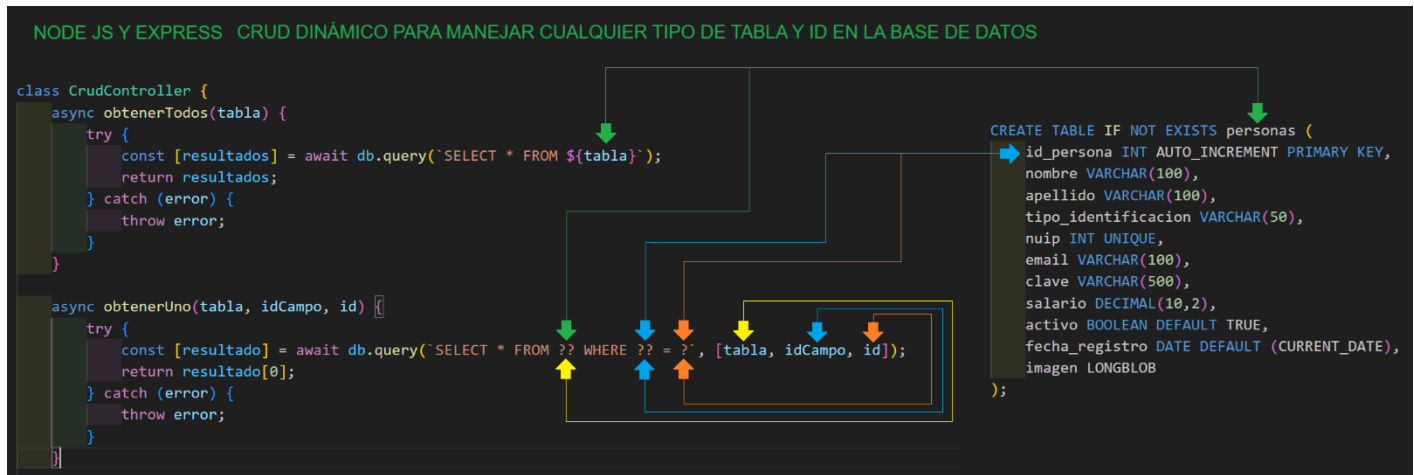 NODE JS Y EXPRESS   CRUD DINÁMICO PARA MANEJAR CUALQUIER TIPO DE TABLA Y ID EN LA BASE DE DATOS
class CrudController {
    async obtenerTodos(tabla) {
        try {
            const [resultados] = await db.query(`SELECT * FROM ${tabla}`);
            return resultados;
        } catch (error) {
            throw error;
        }
    }
    async obtenerUno(tabla, idCampo, id) {
        try {
            const [resultado] = await db.query(`SELECT * FROM ?? WHERE ?? = ?`, [tabla, idCampo, id]);
            return resultado[0];
        } catch (error) {
            throw error;
        }
    }
CREATE TABLE IF NOT EXISTS personas (
    id_persona INT AUTO_INCREMENT PRIMARY KEY,
    nombre VARCHAR(100),
    apellido VARCHAR(100),
    tipo_identificacion VARCHAR(50),
    nuip INT UNIQUE,
    email VARCHAR(100),
    clave VARCHAR(500),
    salario DECIMAL(10,2),
    activo BOOLEAN DEFAULT TRUE,
    fecha_registro DATE DEFAULT (CURRENT_DATE),
    imagen LONGBLOB
);